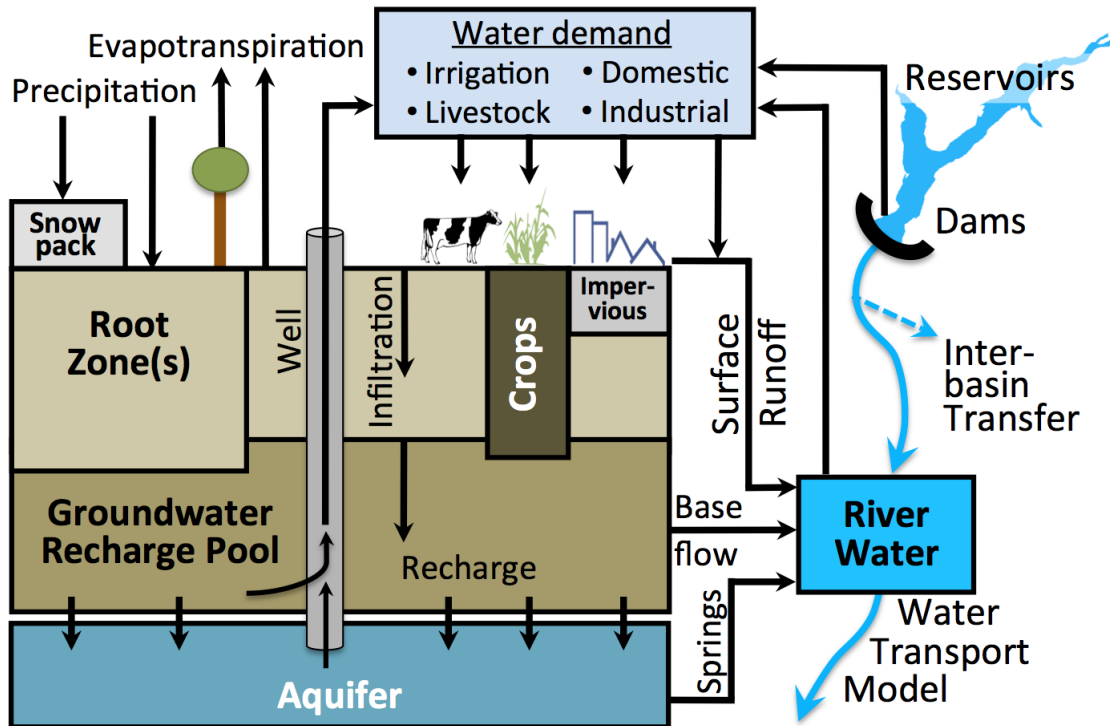 Evapotranspiration
Precipitation
Water demand
• Irrigation • Domestic
• Livestock • Industrial
Reservoirs
Dams
Snow
pack
Root
Zone(s)
Well
Infiltration
Crops
Imper-
vious
Surface
Runoff
Inter-
basin
Transfer
Groundwater
Recharge Pool
Recharge
Base
flow
River
Water
Springs
Aquifer
Water
Transport
Model